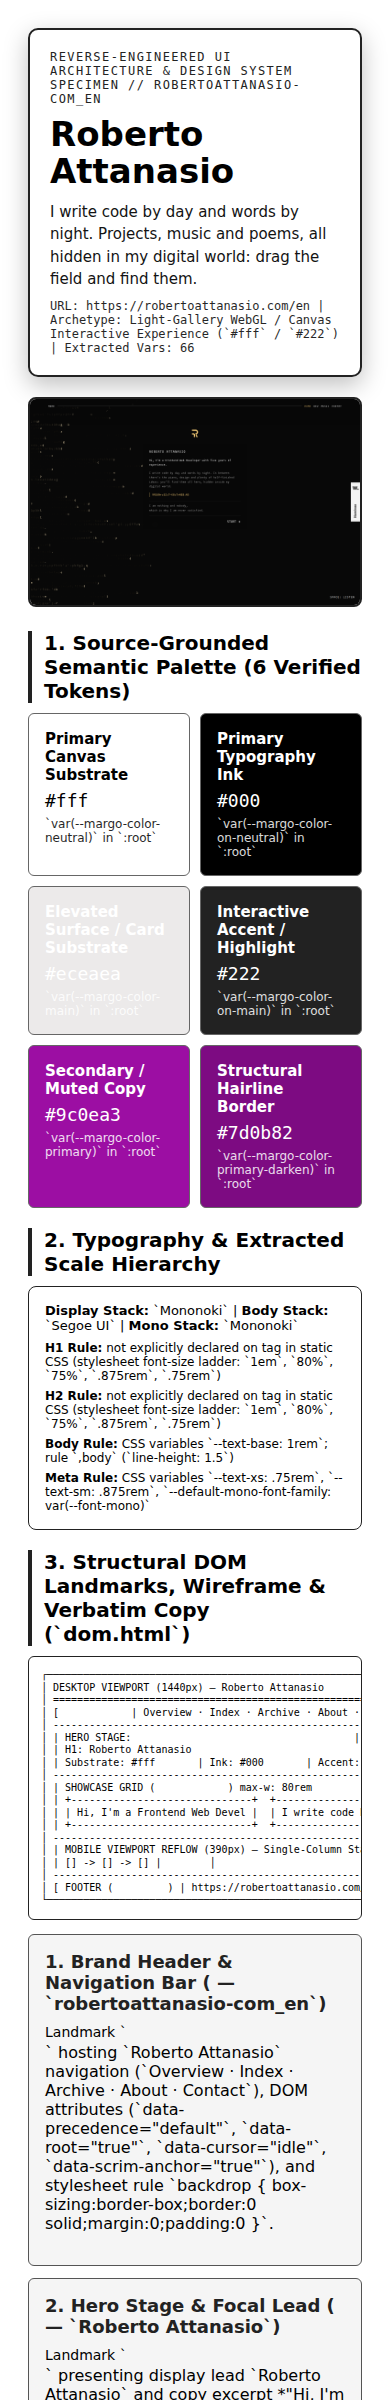 REVERSE-ENGINEERED UI
ARCHITECTURE & DESIGN SYSTEM
SPECIMEN // ROBERTOATTANASIO-
COM_EN
Roberto
Attanasio
I write code by day and words by
night. Projects, music and poems, all
hidden in my digital world: drag the
field and find them.
URL: https://robertoattanasio.com/en |
Archetype: Light-Gallery WebGL / Canvas
Interactive Experience (`#fff` / `#222`)
| Extracted Vars: 66
1. Source-Grounded
Semantic Palette (6 Verified
Tokens)
Primary
Canvas
Substrate
#fff
`var(--margo-color-
neutral)` in `:root`
Primary
Typography
Ink
#000
`var(--margo-color-
on-neutral)` in
`:root`
Elevated
Surface / Card
Substrate
#eceaea
`var(--margo-color-
main)` in `:root`
Interactive
Accent /
Highlight
#222
`var(--margo-color-
on-main)` in `:root`
Secondary /
Muted Copy
#9c0ea3
`var(--margo-color-
primary)` in `:root`
Structural
Hairline
Border
#7d0b82
`var(--margo-color-
primary-darken)` in
`:root`
2. Typography & Extracted
Scale Hierarchy
Display Stack: `Mononoki` | Body Stack:
`Segoe UI` | Mono Stack: `Mononoki`
H1 Rule: not explicitly declared on tag in static
CSS (stylesheet font-size ladder: `1em`, `80%`,
`75%`, `.875rem`, `.75rem`)
H2 Rule: not explicitly declared on tag in static
CSS (stylesheet font-size ladder: `1em`, `80%`,
`75%`, `.875rem`, `.75rem`)
Body Rule: CSS variables `--text-base: 1rem`;
rule `,body` (`line-height: 1.5`)
Meta Rule: CSS variables `--text-xs: .75rem`, `--
text-sm: .875rem`, `--default-mono-font-family:
var(--font-mono)`
3. Structural DOM
Landmarks, Wireframe &
Verbatim Copy
(`dom.html`)
DESKTOP VIEWPORT (1440px) — Roberto Attanasio
[ | Overview · Index · Archive · About ·
| HERO STAGE: |
| H1: Roberto Attanasio
| Substrate: #fff | Ink: #000 | Accent:
| SHOWCASE GRID ( ) max-w: 80rem
| | Hi, I'm a Frontend Web Devel | | I write code
| MOBILE VIEWPORT REFLOW (390px) — Single-Column
| [] -> [] -> [] | |
[ FOOTER ( ) | https://robertoattanasio.com
1. Brand Header &
Navigation Bar ( —
`robertoattanasio-com_en`)
Landmark `
` hosting `Roberto Attanasio`
navigation (`Overview · Index ·
Archive · About · Contact`), DOM
attributes (`data-
precedence="default"`, `data-
root="true"`, `data-cursor="idle"`,
`data-scrim-anchor="true"`), and
stylesheet rule `backdrop { box-
sizing:border-box;border:0
solid;margin:0;padding:0 }`.
2. Hero Stage & Focal Lead (
— `Roberto Attanasio`)
Landmark `
` presenting display lead `Roberto
Attanasio` and copy excerpt *"Hi, I'm